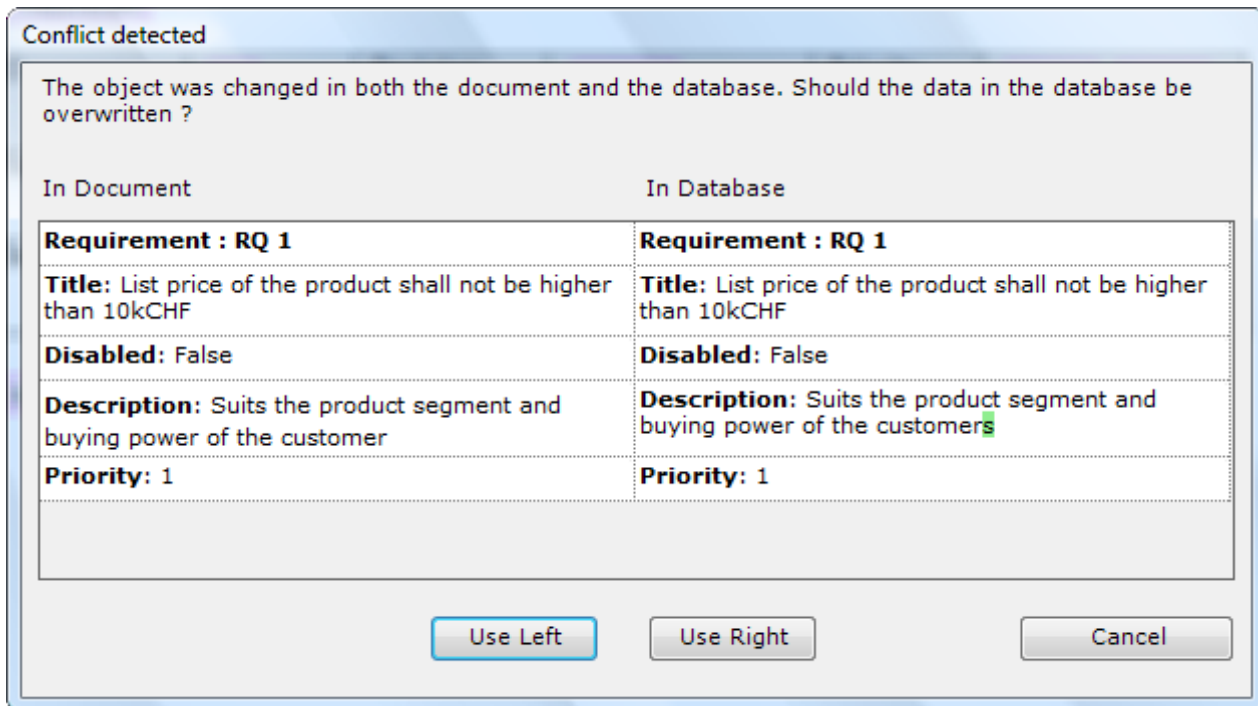 Conflict detected
The object was changed in both the document and the database. Should the data in the database be
overwritten ?
In Document
In Database
Requirement : RQ 1
Requirement : RQ 1
Title: List price of the product shall not be higher
than 10kCHF
Title: List price of the product shall not be higher
than 10kCHF
Disabled: False
Disabled: False
Description: Suits the product segment and
buying power of the customer
Description: Suits the product segment and
buying power of the customers
Priority: 1
Priority: 1
Use Left
Use Right
Cancel